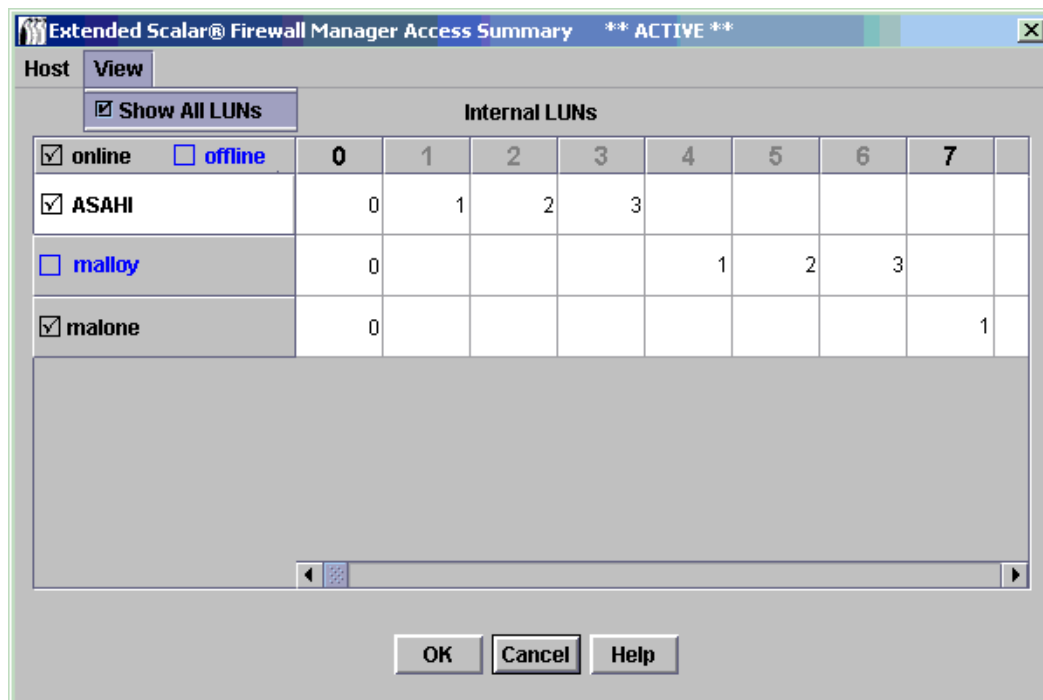 Extended Scalar® Firewall Manager Access Summary ** ACTIVE **
Host View
Show All LUNs
Internal LUNs
online offline 0 1 2 3 4 5 6 7
ASAHI 0 1 2 3
malloy 0 1 2 3
malone 0 1
OK Cancel Help